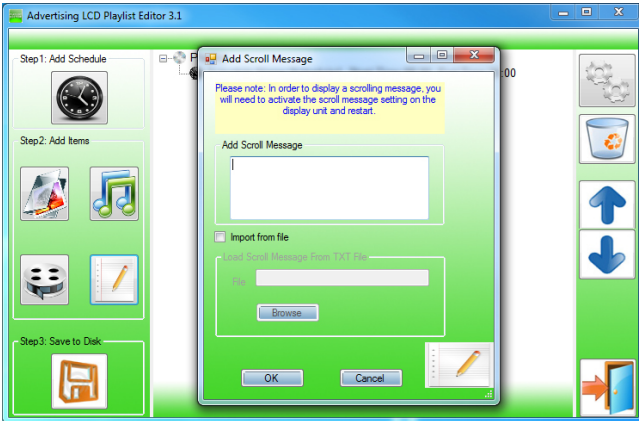 Advertising LCD Playlist Editor 3.1
Step1: Add Schedule
P
:00
Step2: Add Items
Step3: Save to Disk
Add Scroll Message
Please note: In order to display a scrolling message, you
will need to activate the scroll message setting on the
display unit and restart.
Add Scroll Message
Import from file
Load Scroll Message From TXT File
File
Browse
OK
Cancel